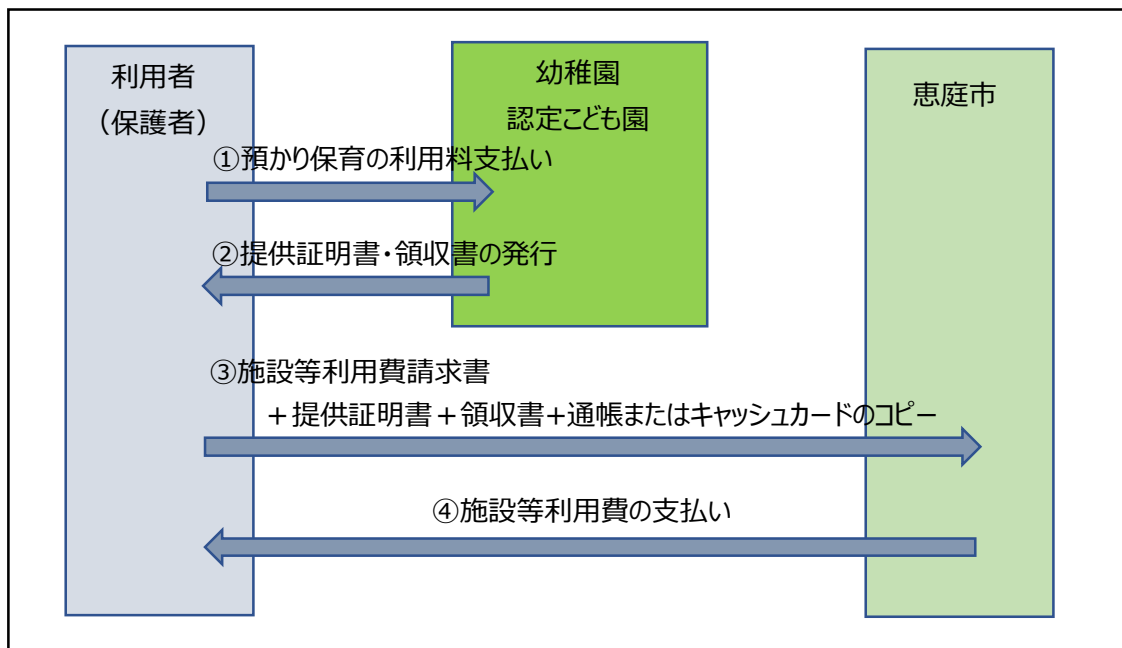 利用者
（保護者）
幼稚園
認定こども園
恵庭市
①預かり保育の利用料支払い
②提供証明書・領収書の発行
③施設等利用費請求書
＋提供証明書＋領収書+通帳またはキャッシュカードのコピー
④施設等利用費の支払い